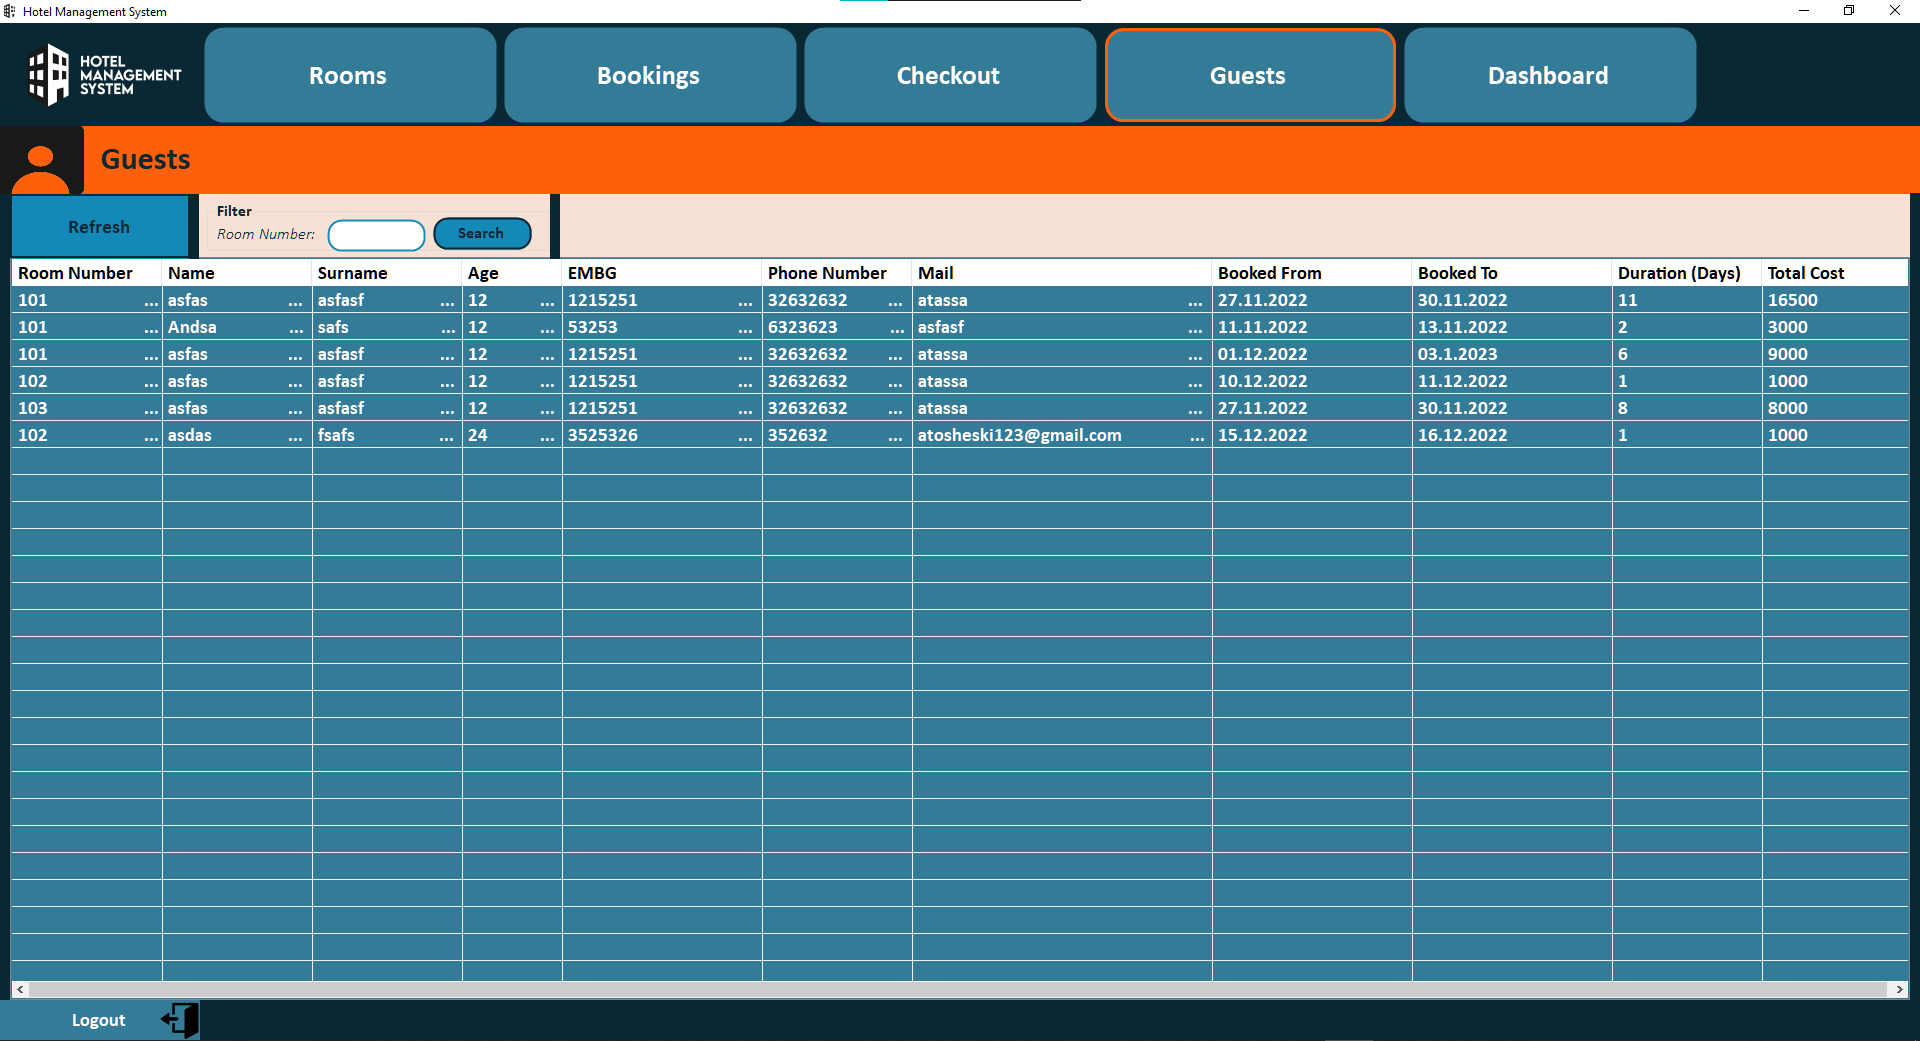 Hotel Management System
HOTEL
MANAGEMENT
SYSTEM
Rooms Bookings Checkout Guests Dashboard
Guests
Refresh
Filter
Room Number: Search
Room Number Name Surname Age EMBG Phone Number Mail Booked From Booked To Duration (Days) Total Cost
101 ... asfas ... asfasf ... 12 ... 1215251 ... 32632632 ... atassa ... 27.11.2022 30.11.2022 11 16500
101 ... Andsa ... safs ... 12 ... 53253 ... 6323623 ... asfasf ... 11.11.2022 13.11.2022 2 3000
101 ... asfas ... asfasf ... 12 ... 1215251 ... 32632632 ... atassa ... 01.12.2022 03.1.2023 6 9000
102 ... asfas ... asfasf ... 12 ... 1215251 ... 32632632 ... atassa ... 10.12.2022 11.12.2022 1 1000
103 ... asfas ... asfasf ... 12 ... 1215251 ... 32632632 ... atassa ... 27.11.2022 30.11.2022 8 8000
102 ... asdas ... fsafs ... 24 ... 3525326 ... 352632 ... atosheski123@gmail.com ... 15.12.2022 16.12.2022 1 1000
Logout